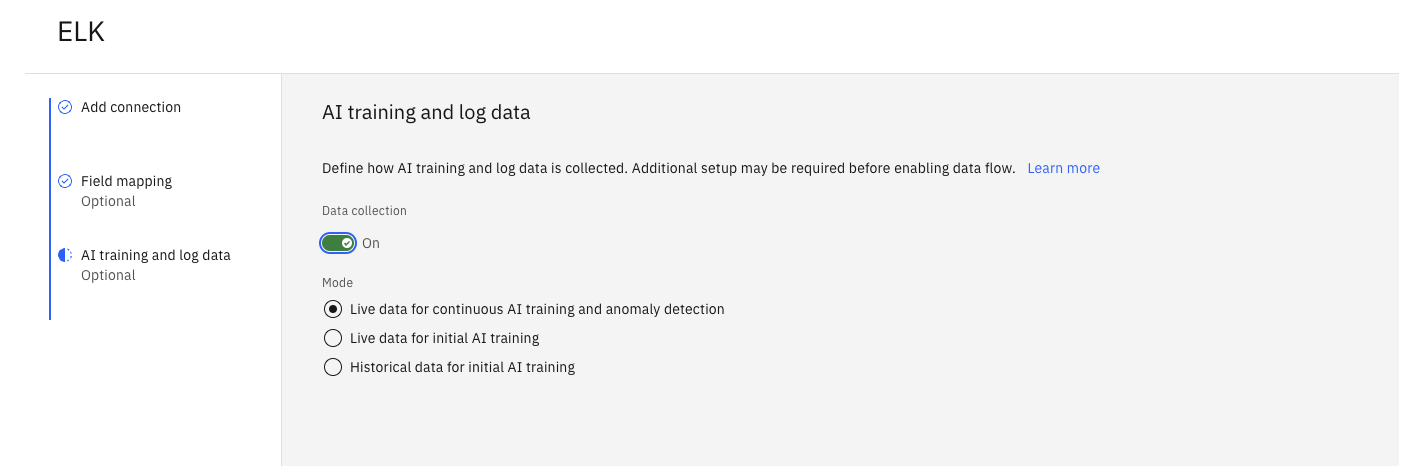 ELK
Add connection
Field mapping
Optional
AI training and log data
Optional
AI training and log data
Define how AI training and log data is collected. Additional setup may be required before enabling data flow. Learn more
Data collection
On
Mode
Live data for continuous AI training and anomaly detection
Live data for initial AI training
Historical data for initial AI training